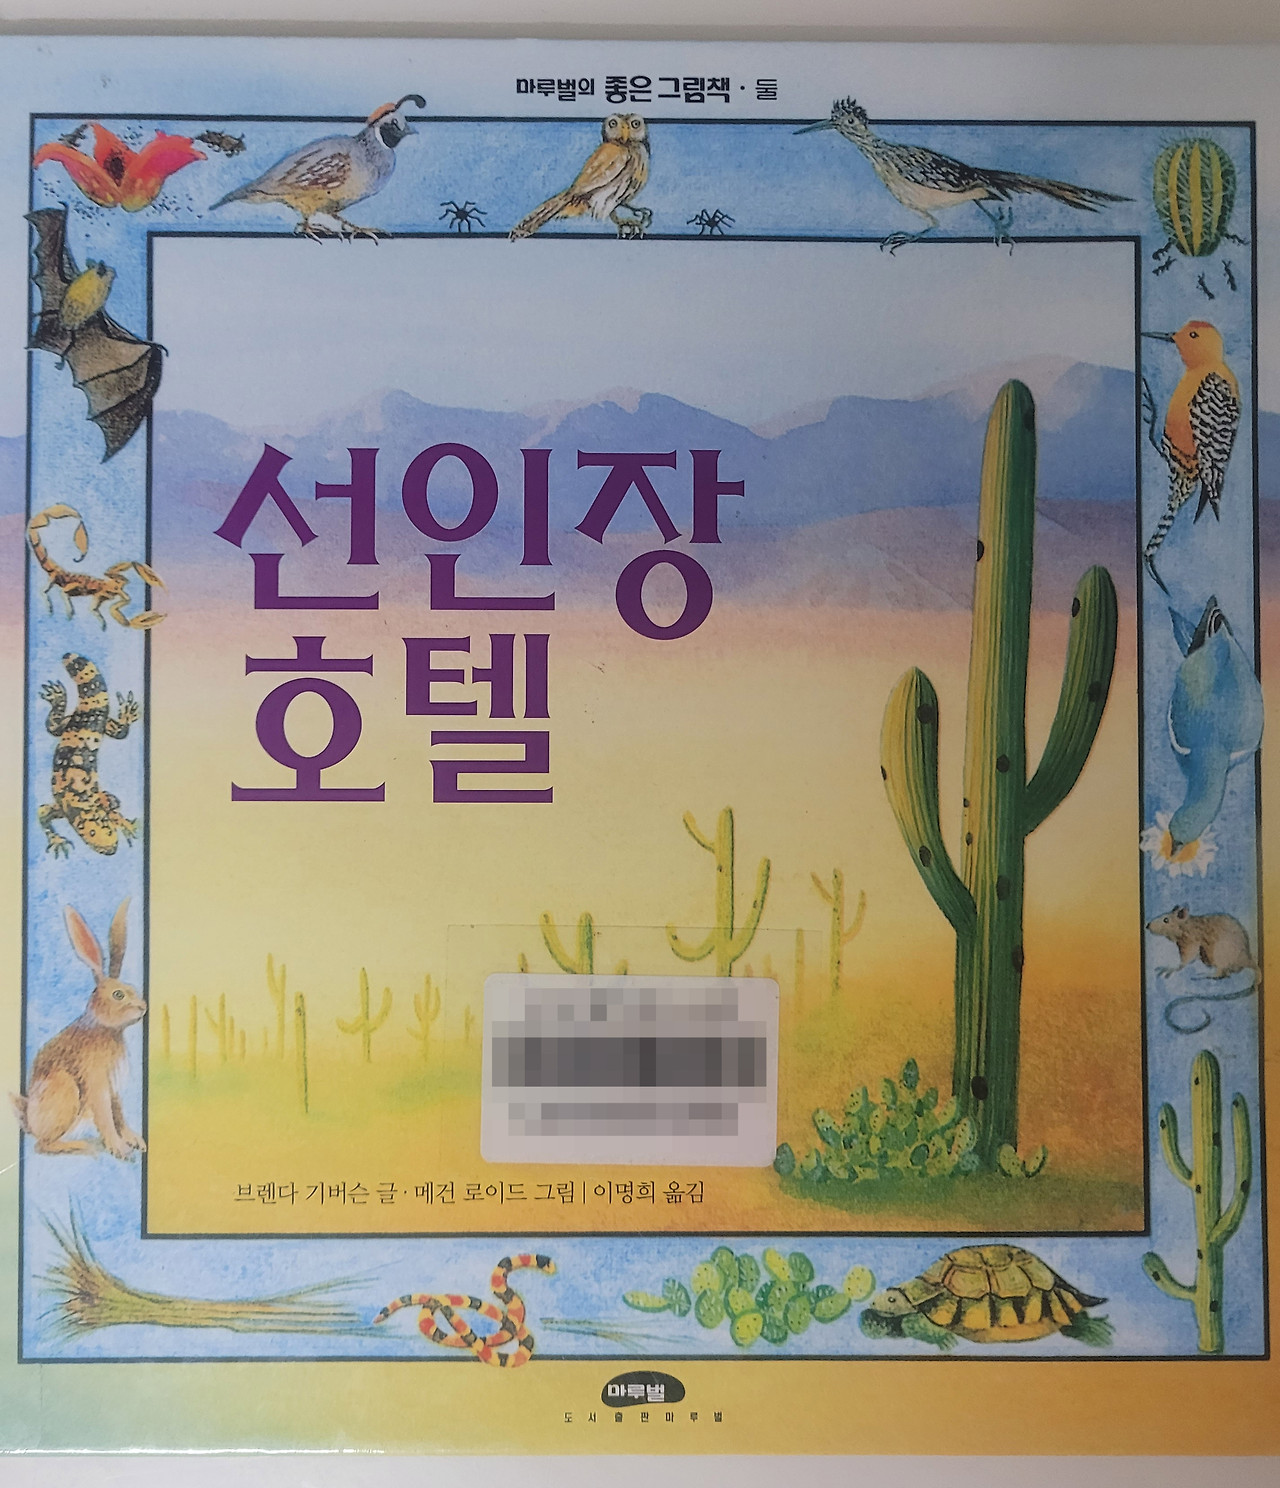 마루벌의 좋은 그림책 · 둘
선인장
호텔
브렌다 기버슨 글 · 메건 로이드 그림 | 이명희 옮김
마루벌
도서출판마루벌